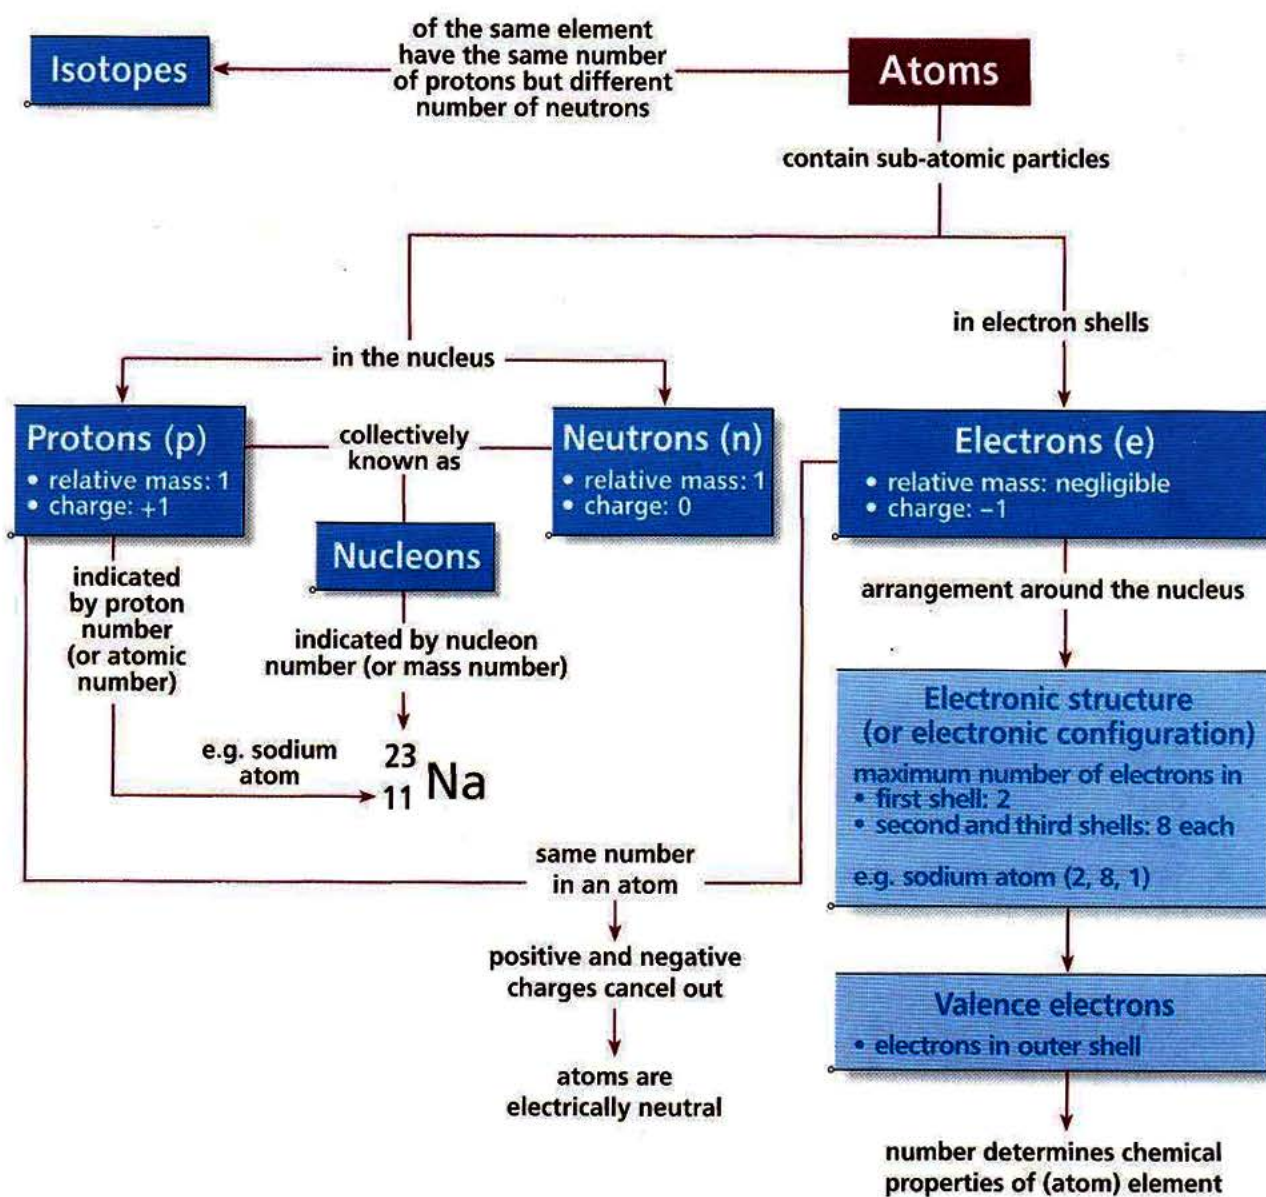 of the same element
have the same number
of protons but different
number of neutrons
Isotopes
Atoms
contain sub-atomic particles
in electron shells
in the nucleus
Protons (p)
• relative mass: 1
• charge: +1
collectively
known as
Neutrons (n)
• relative mass: 1
• charge: 0
Electrons (e)
• relative mass: negligible
• charge: −1
Nucleons
indicated
by proton
number
(or atomic
number)
indicated by nucleon
number (or mass number)
arrangement around the nucleus
e.g. sodium
atom
23
11 Na
Electronic structure
(or electronic configuration)
maximum number of electrons in
• first shell: 2
• second and third shells: 8 each
e.g. sodium atom (2, 8, 1)
same number
in an atom
positive and negative
charges cancel out
atoms are
electrically neutral
Valence electrons
• electrons in outer shell
number determines chemical
properties of (atom) element